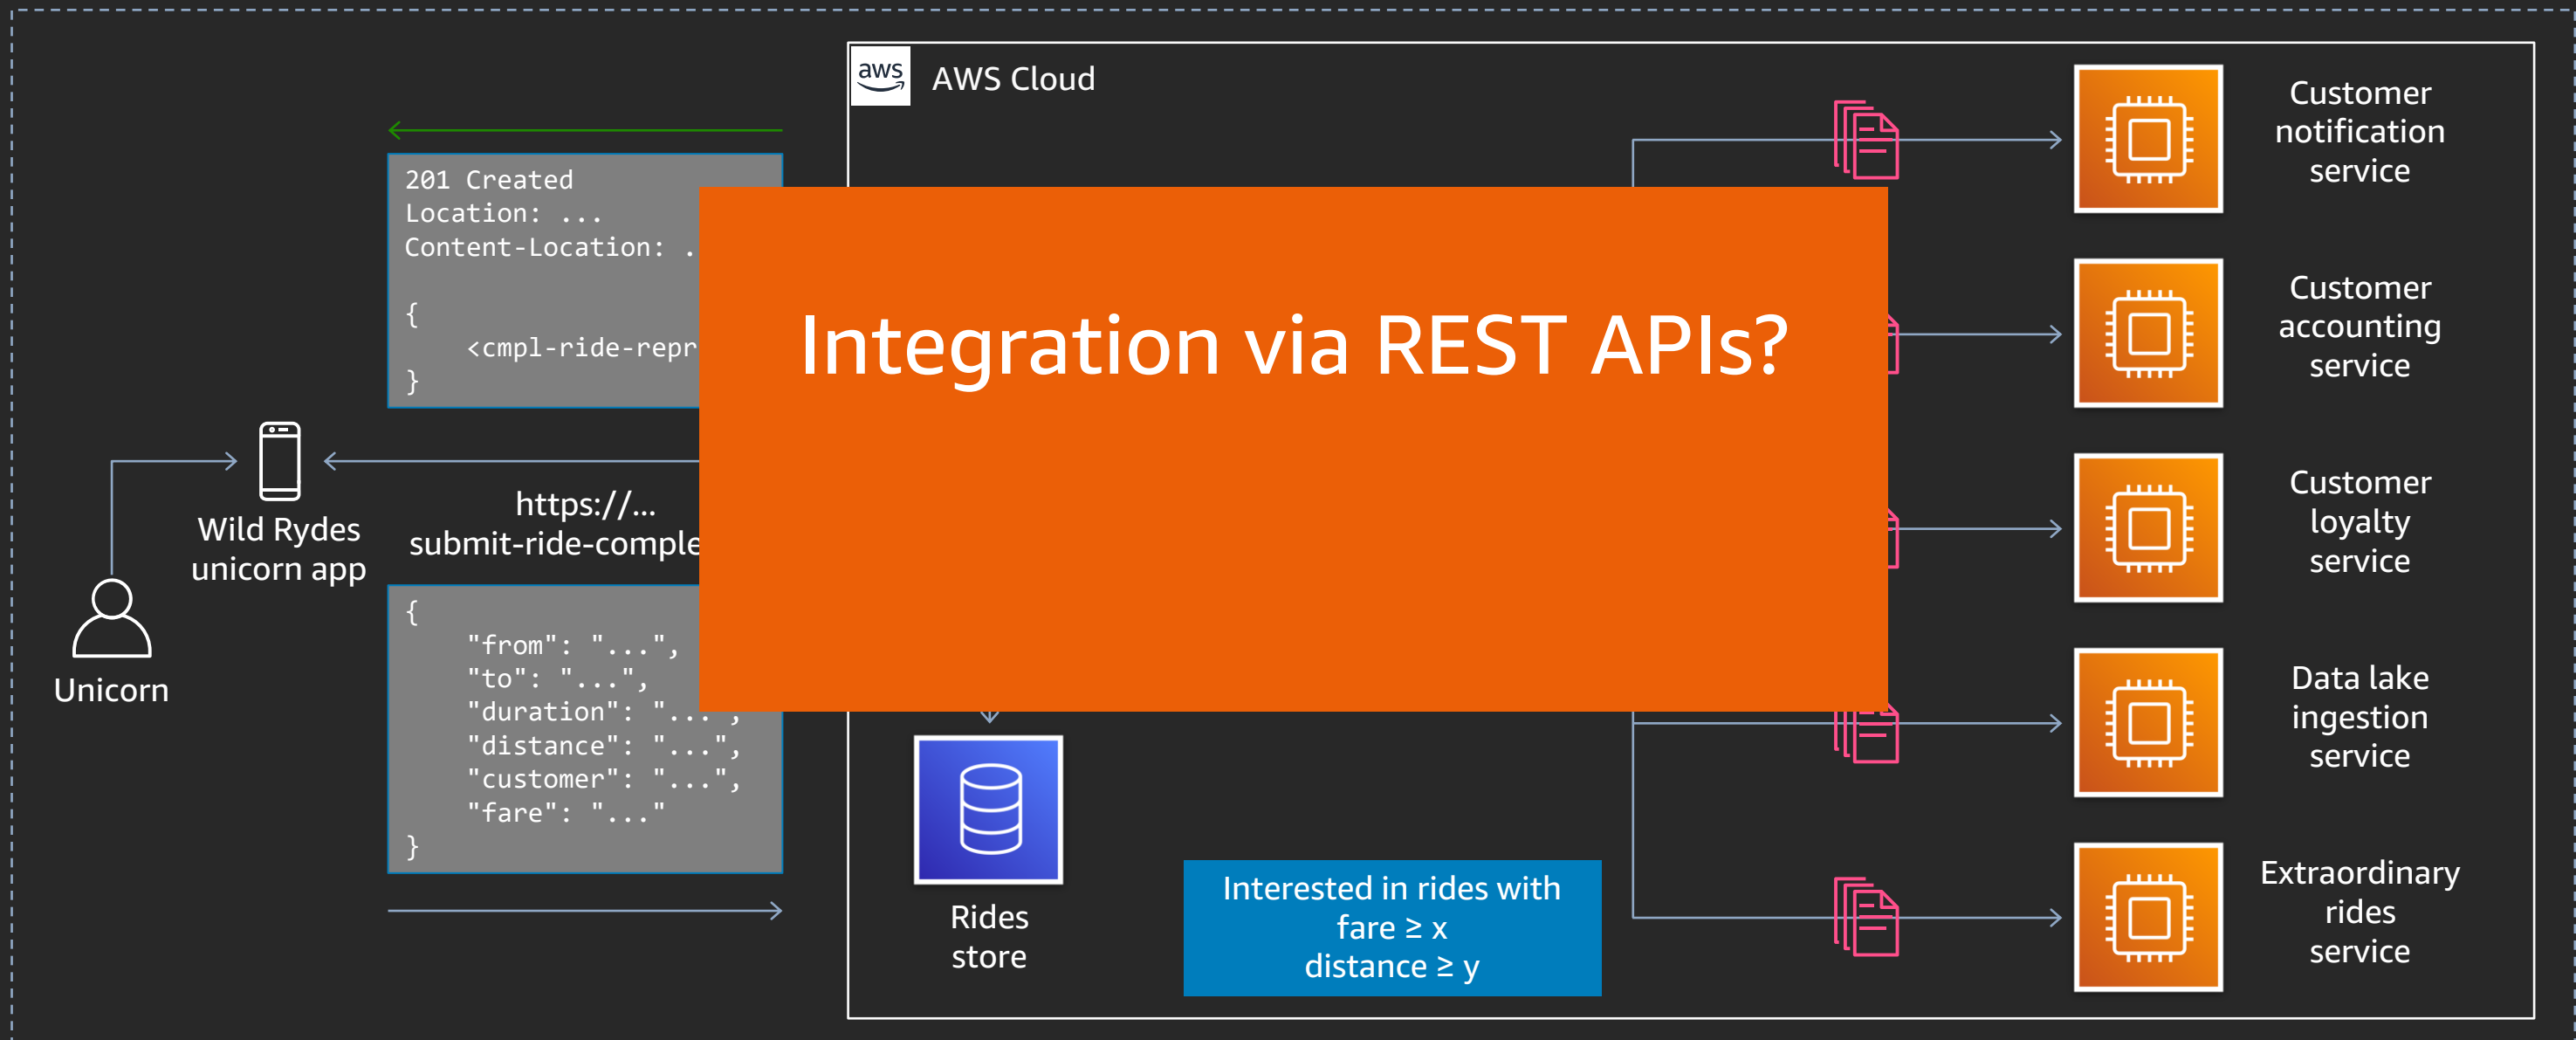 aws
AWS Cloud
201 Created
Location: ...
Content-Location: .
{
<cmpl-ride-repr
}
Integration via REST APIs?
Wild Rydes
unicorn app
Unicorn
https://...
submit-ride-comple
{
"from": "...",
"to": "...",
"duration": "...",
"distance": "...",
"customer": "...",
"fare": "..."
}
Rides
store
Interested in rides with
fare ≥ x
distance ≥ y
Customer
notification
service
Customer
accounting
service
Customer
loyalty
service
Data lake
ingestion
service
Extraordinary
rides
service